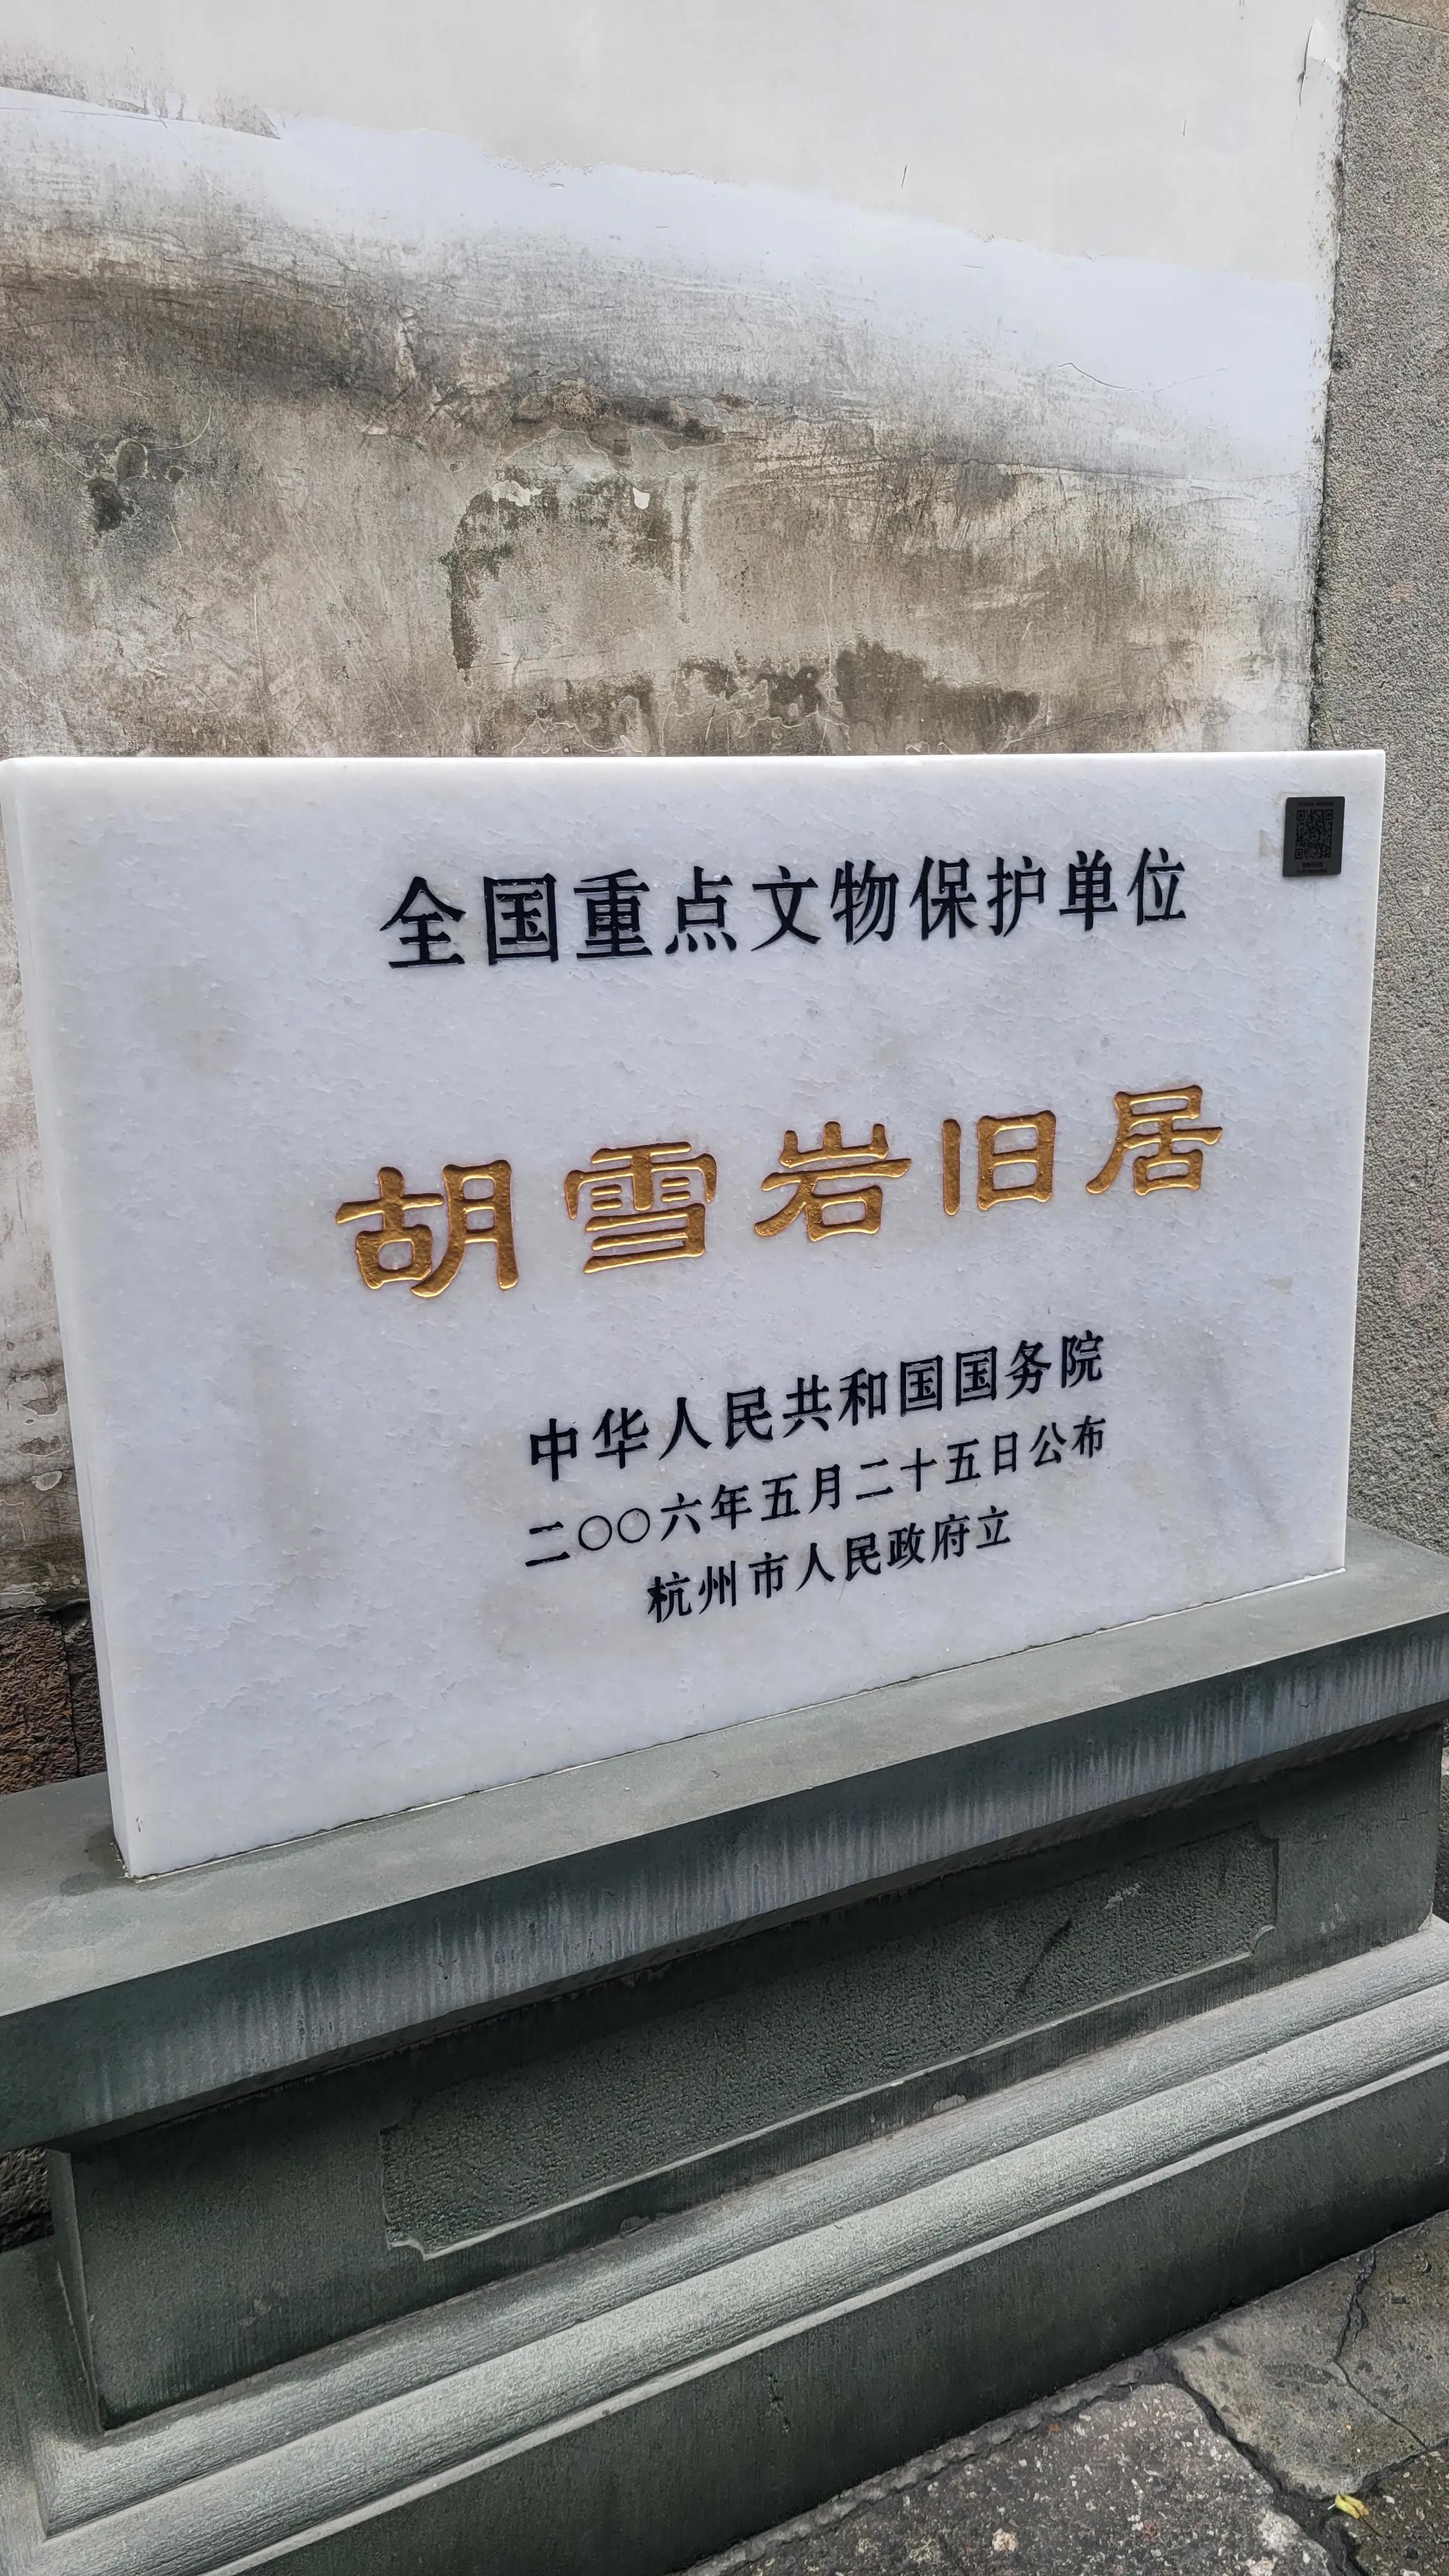 全国重点文物保护单位
胡雪岩旧居
中华人民共和国国务院
二〇〇六年五月二十五日公布
杭州市人民政府立